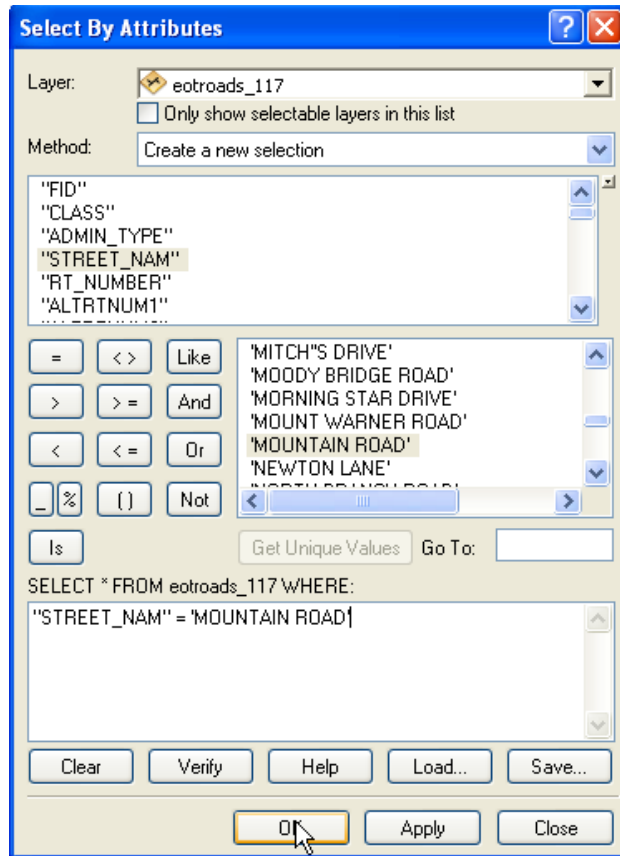 Select By Attributes
Layer: eotroads_117
Only show selectable layers in this list
Method: Create a new selection
"FID"
"CLASS"
"ADMIN_TYPE"
"STREET_NAM"
"RT_NUMBER"
"ALTRTNUM1"
= < > Like
> > = And
< < = Or
_ % ( ) Not
Is
'MITCH''S DRIVE'
'MOODY BRIDGE ROAD'
'MORNING STAR DRIVE'
'MOUNT WARNER ROAD'
'MOUNTAIN ROAD'
'NEWTON LANE'
Get Unique Values Go To:
SELECT * FROM eotroads_117 WHERE:
"STREET_NAM" = 'MOUNTAIN ROAD'
Clear Verify Help Load... Save...
OK Apply Close